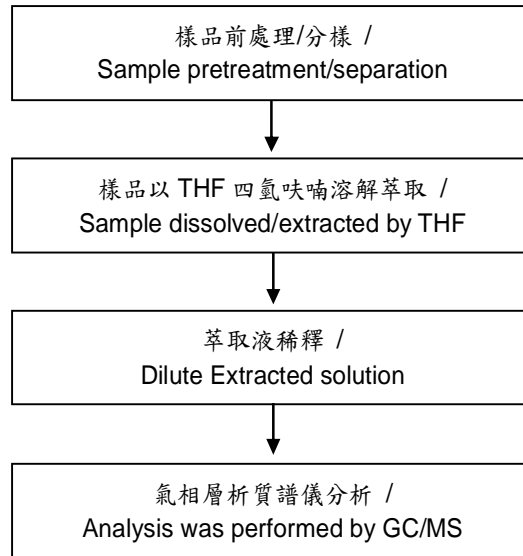 樣品前處理/分樣 /
Sample pretreatment/separation
樣品以 THF 四氫呋喃溶解萃取 /
Sample dissolved/extracted by THF
萃取液稀釋 /
Dilute Extracted solution
氣相層析質譜儀分析 /
Analysis was performed by GC/MS